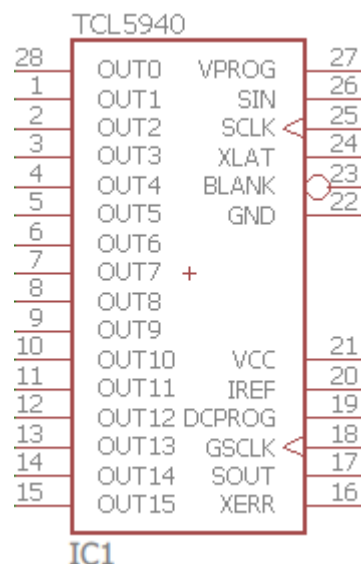 TCL5940
28 OUT0 VPROG 27
1 OUT1 SIN 26
2 OUT2 SCLK 25
3 OUT3 XLAT 24
4 OUT4 BLANK 23
5 OUT5 GND 22
6 OUT6
7 OUT7
8 OUT8
9 OUT9
10 OUT10 VCC 21
11 OUT11 IREF 20
12 OUT12 DCPROG 19
13 OUT13 GSCLK 18
14 OUT14 SOUT 17
15 OUT15 XERR 16
IC1